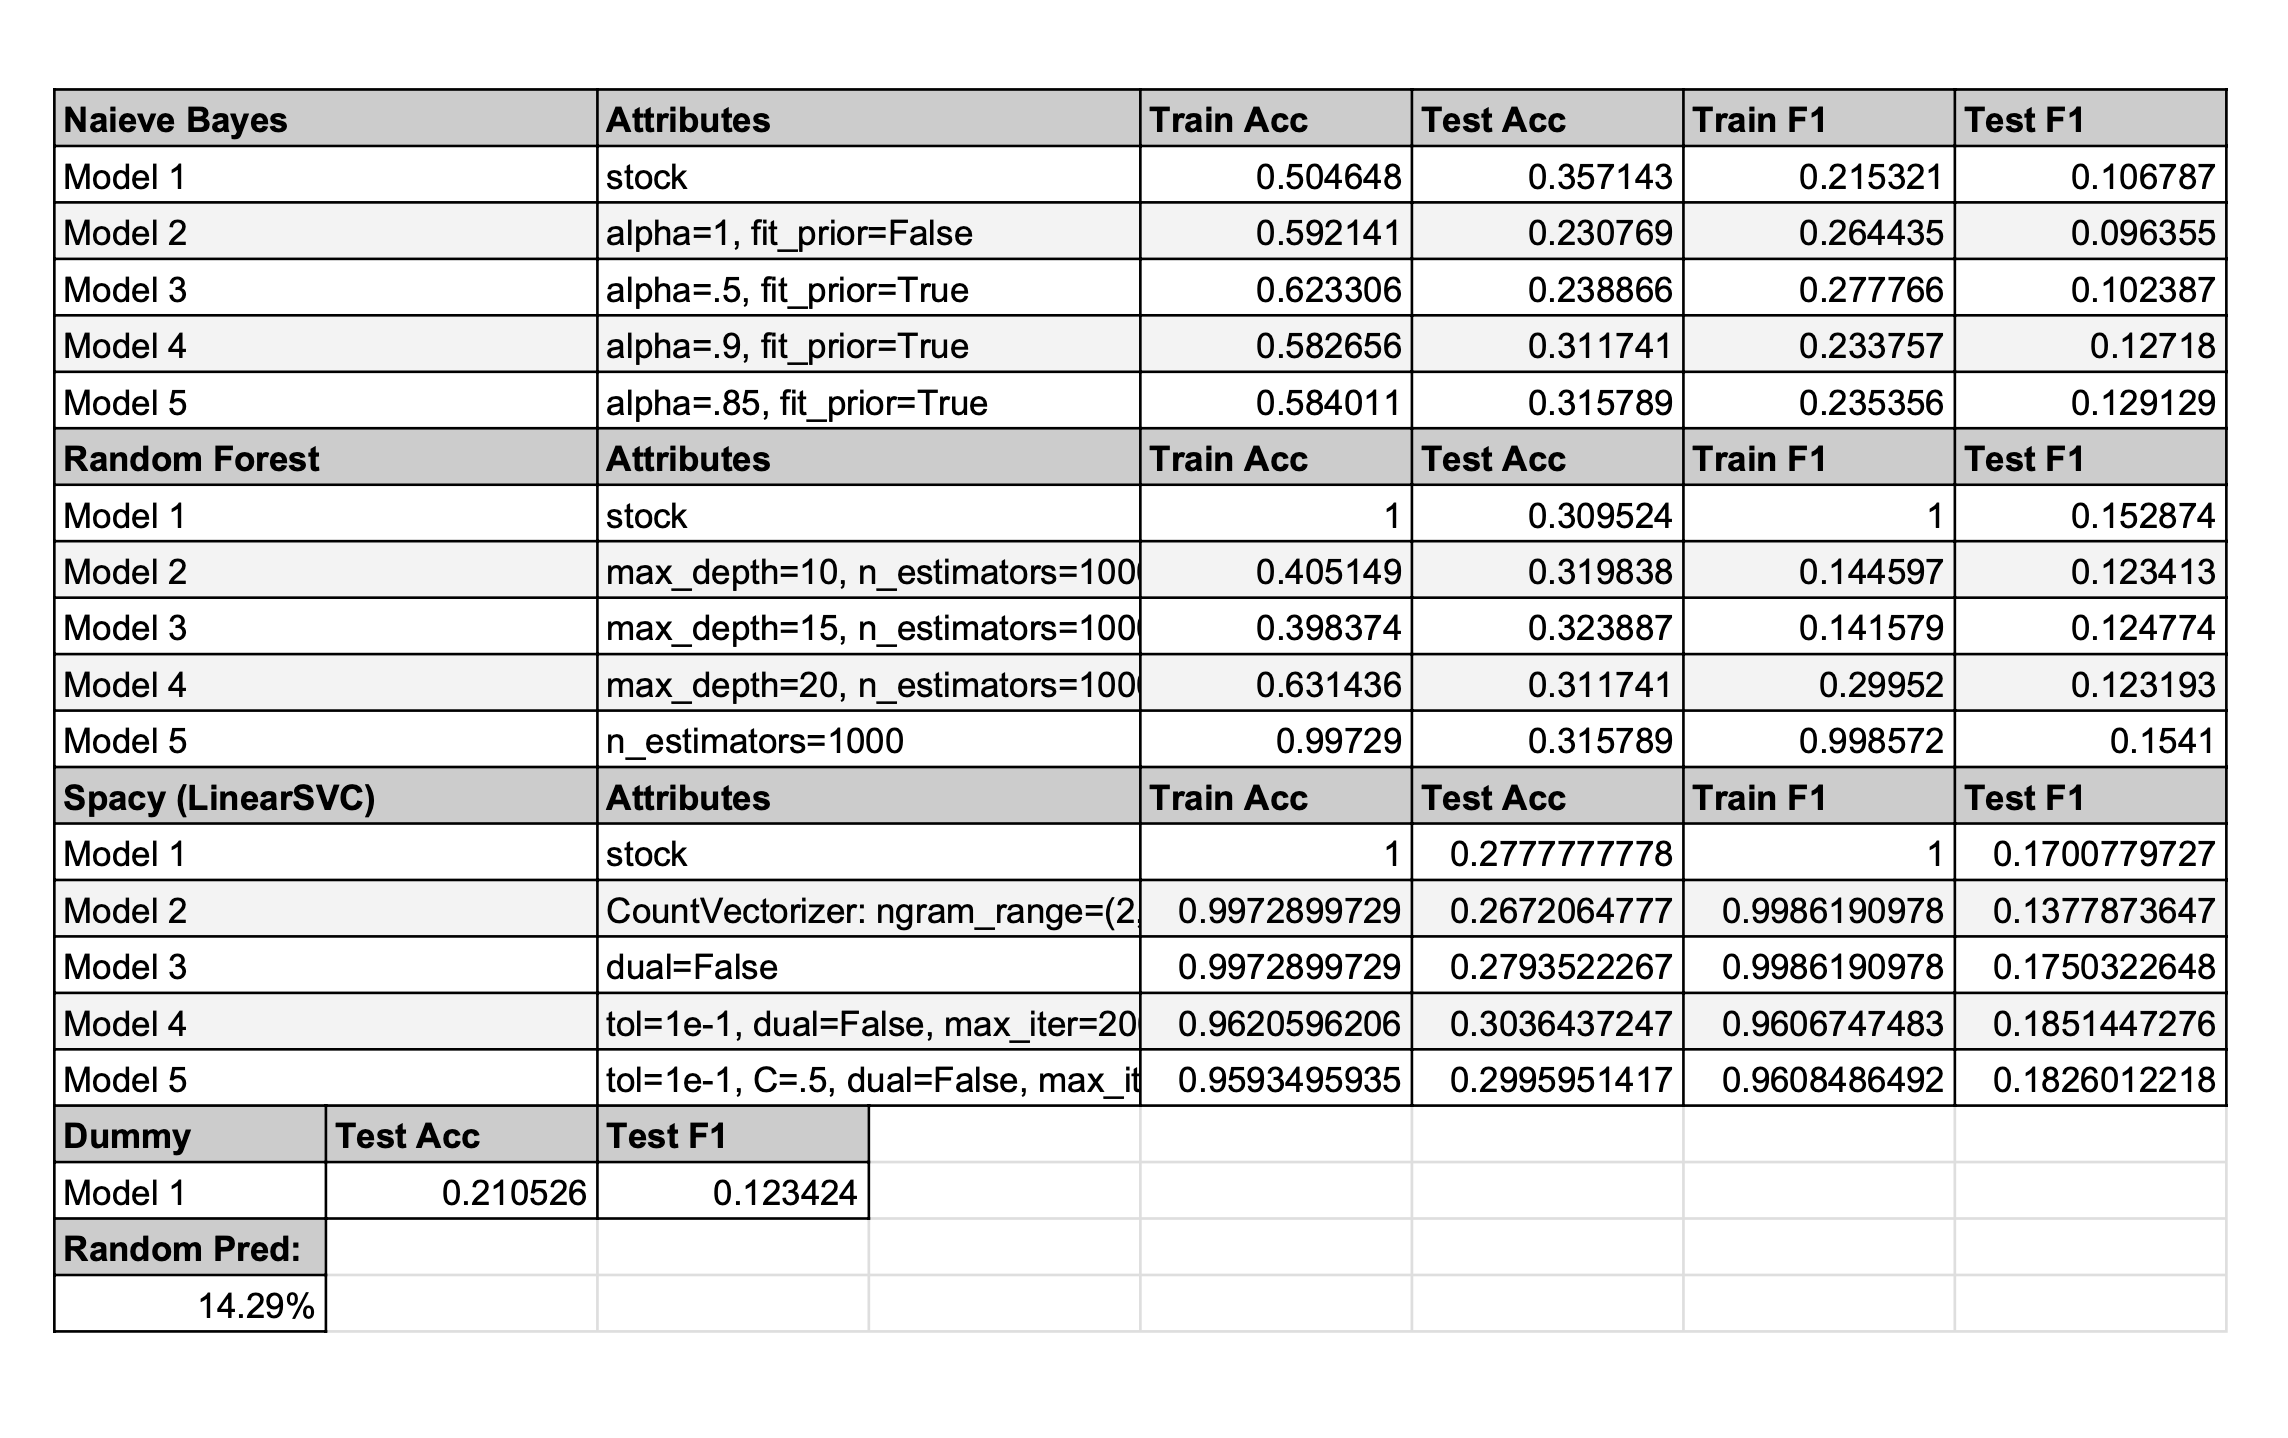 Naieve Bayes Attributes Train Acc Test Acc Train F1 Test F1
Model 1 stock 0.504648 0.357143 0.215321 0.106787
Model 2 alpha=1, fit_prior=False 0.592141 0.230769 0.264435 0.096355
Model 3 alpha=.5, fit_prior=True 0.623306 0.238866 0.277766 0.102387
Model 4 alpha=.9, fit_prior=True 0.582656 0.311741 0.233757 0.12718
Model 5 alpha=.85, fit_prior=True 0.584011 0.315789 0.235356 0.129129
Random Forest Attributes Train Acc Test Acc Train F1 Test F1
Model 1 stock 1 0.309524 1 0.152874
Model 2 max_depth=10, n_estimators=100 0.405149 0.319838 0.144597 0.123413
Model 3 max_depth=15, n_estimators=100 0.398374 0.323887 0.141579 0.124774
Model 4 max_depth=20, n_estimators=100 0.631436 0.311741 0.29952 0.123193
Model 5 n_estimators=1000 0.99729 0.315789 0.998572 0.1541
Spacy (LinearSVC) Attributes Train Acc Test Acc Train F1 Test F1
Model 1 stock 1 0.2777777778 1 0.1700779727
Model 2 CountVectorizer: ngram_range=(2, 0.9972899729 0.2672064777 0.9986190978 0.1377873647
Model 3 dual=False 0.9972899729 0.2793522267 0.9986190978 0.1750322648
Model 4 tol=1e-1, dual=False, max_iter=20 0.9620596206 0.3036437247 0.9606747483 0.1851447276
Model 5 tol=1e-1, C=.5, dual=False, max_it 0.9593495935 0.2995951417 0.9608486492 0.1826012218
Dummy Test Acc Test F1
Model 1 0.210526 0.123424
Random Pred:
14.29%